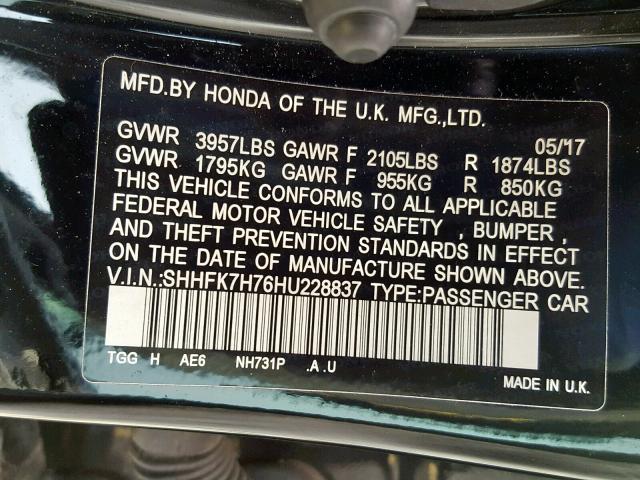 MFD.BY HONDA OF THE U.K. MFG.,LTD.
05/17
GVWR 3957LBS GAWR F 2105LBS R 1874LBS
GVWR 1795KG GAWR F 955KG R 850KG
THIS VEHICLE CONFORMS TO ALL APPLICABLE
FEDERAL MOTOR VEHICLE SAFETY , BUMPER ,
AND THEFT PREVENTION STANDARDS IN EFFECT
ON THE DATE OF MANUFACTURE SHOWN ABOVE.
V.I.N.:SHHFK7H76HU228837 TYPE:PASSENGER CAR
TGG H AE6 NH731P .A .U
MADE IN U.K.